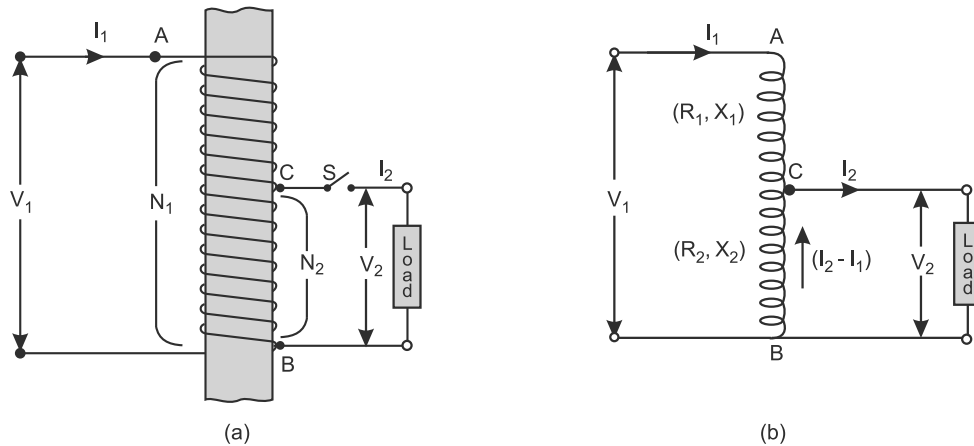 I₁
A
V₁
N₁
C
S
I₂
N₂
V₂
Load
B
(a)
I₁
A
(R₁, X₁)
V₁
C
I₂
(R₂, X₂)
(I₂ - I₁)
V₂
Load
B
(b)